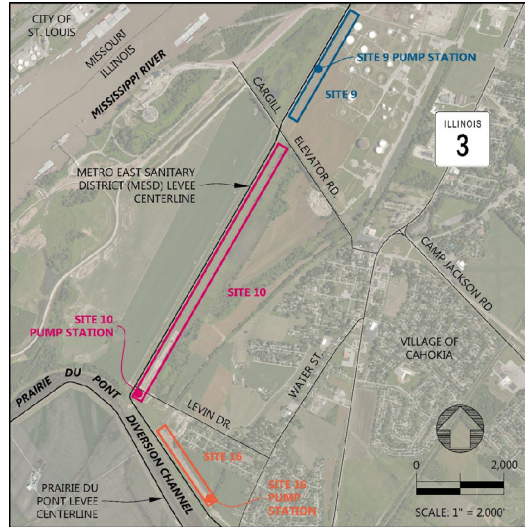 CITY OF
ST. LOUIS
MISSOURI
ILLINOIS
MISSISSIPPI RIVER
SITE 9 PUMP STATION
SITE 9
CARGILL
ELEVATOR RD.
ILLINOIS
3
METRO EAST SANITARY
DISTRICT (MESD) LEVEE
CENTERLINE
CAMP JACKSON RD
SITE 10
SITE 10
PUMP STATION
VILLAGE OF
CAHOKIA
WATER ST.
PRAIRIE DU PONT
DIVERSION CHANNEL
LEVIN DR.
SITE 16
SITE 16
PUMP
STATION
PRAIRIE DU
PONT LEVEE
CENTERLINE
0 2,000
SCALE: 1" = 2,000'